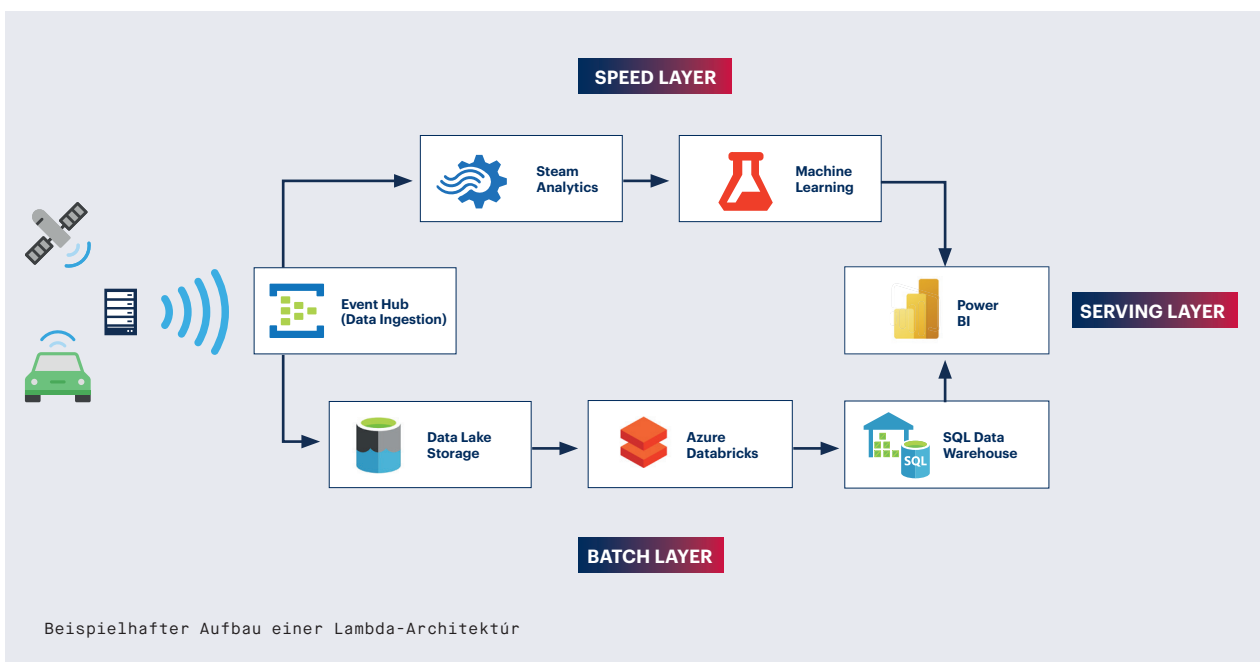 SPEED LAYER
Steam
Analytics
Machine
Learning
Event Hub
(Data Ingestion)
Power
BI
SERVING LAYER
Data Lake
Storage
Azure
Databricks
SQL
SQL Data
Warehouse
BATCH LAYER
Beispielhafter Aufbau einer Lambda-Architektúr